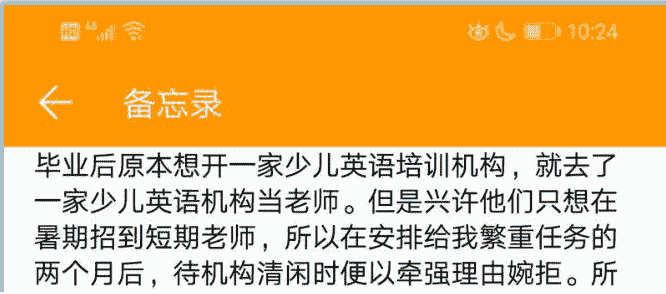 10:24
备忘录
毕业后原本想开一家少儿英语培训机构，就去了
一家少儿英语机构当老师。但是兴许他们只想在
暑期招到短期老师，所以在安排给我繁重任务的
两个月后，待机构清闲时便以牵强理由婉拒。所